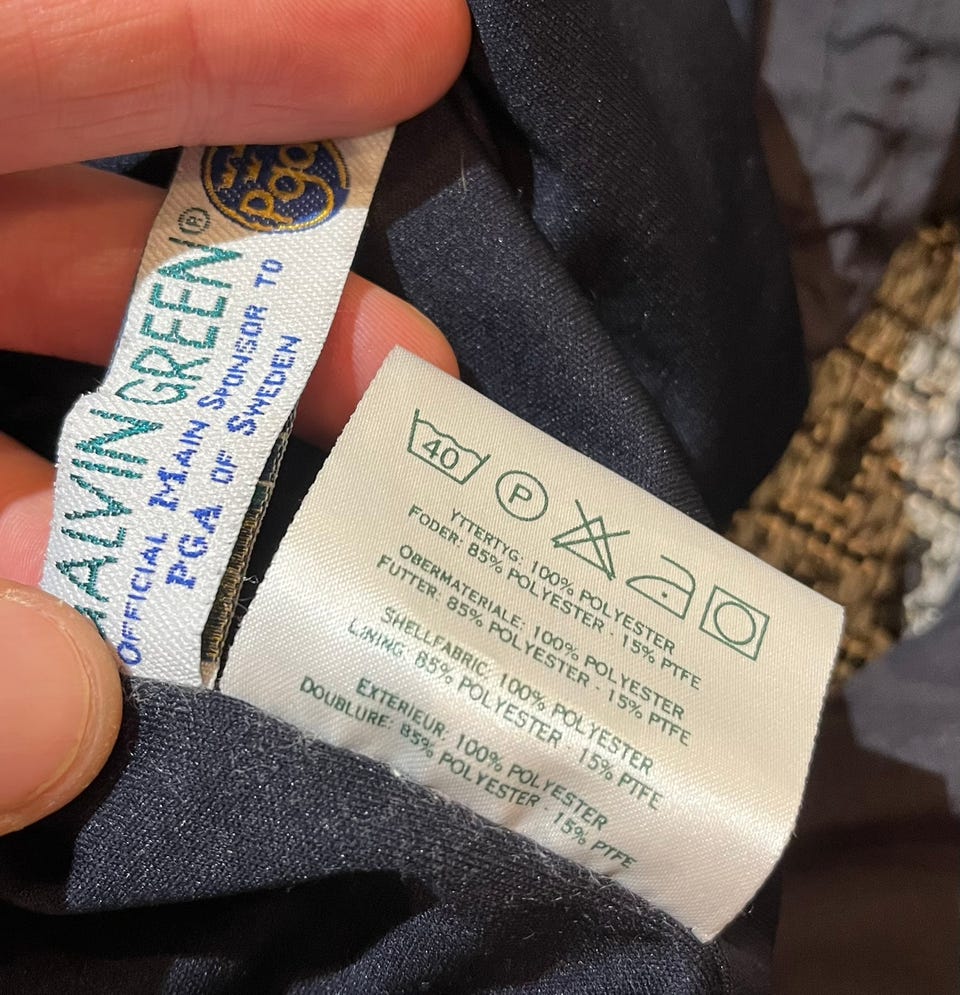 Pga
ALVIN GREEN®
OFFICIAL MAIN SPONSOR TO
PGA OF SWEDEN
40
P
YTTERTYG: 100% POLYESTER
FODER: 85% POLYESTER · 15% PTFE
OBERMATERIALE: 100% POLYESTER
FUTTER: 85% POLYESTER · 15% PTFE
SHELLFABRIC: 100% POLYESTER
LINING: 85% POLYESTER 15% PTFE
EXTERIEUR: 100% POLYESTER
DOUBLURE: 85% POLYESTER · 15% PTFE